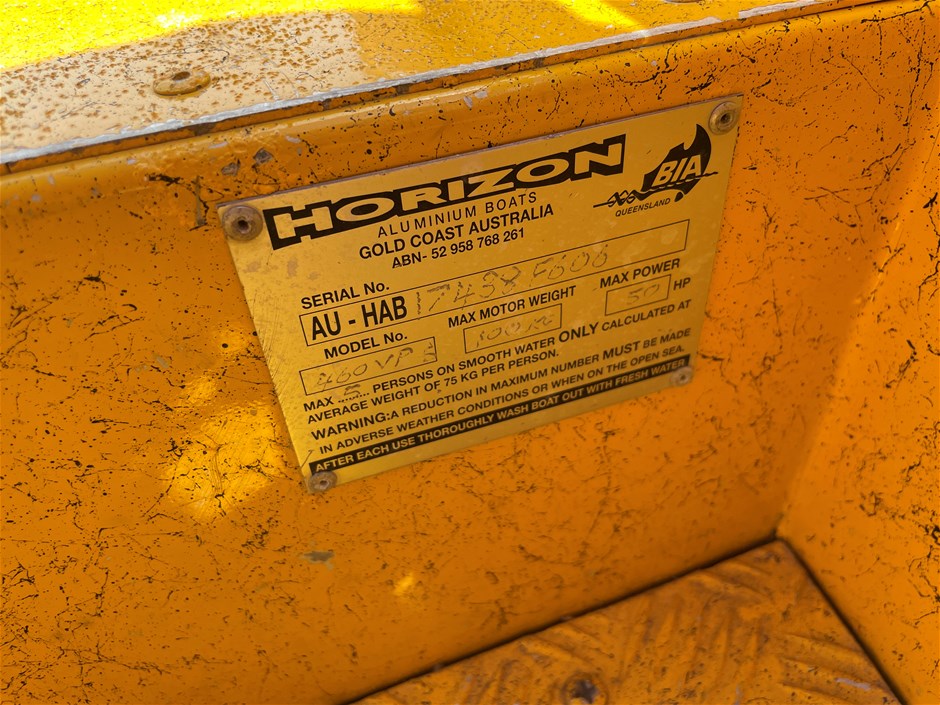 HORIZON
BIA
QUEENSLAND
ALUMINIUM BOATS
GOLD COAST AUSTRALIA
ABN- 52 958 768 261
SERIAL No.
AU - HAB 17458F606
MODEL No. MAX MOTOR WEIGHT MAX POWER
50 HP
MAX ........ PERSONS ON SMOOTH WATER ONLY CALCULATED AT
AVERAGE WEIGHT OF 75 KG PER PERSON.
WARNING:A REDUCTION IN MAXIMUM NUMBER MUST BE MADE
IN ADVERSE WEATHER CONDITIONS OR WHEN ON THE OPEN SEA.
AFTER EACH USE THOROUGHLY WASH BOAT OUT WITH FRESH WATER